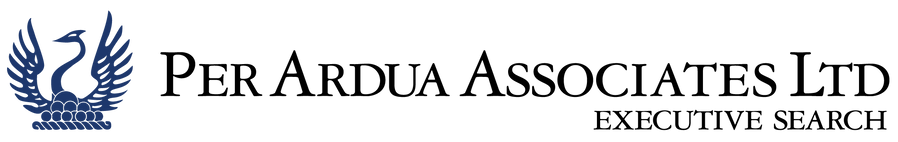 PER ARDUA ASSOCIATES LTD
EXECUTIVE SEARCH